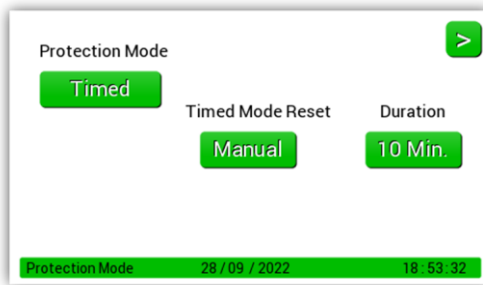 >
Protection Mode
Timed
Timed Mode Reset Duration
Manual 10 Min.
Protection Mode 28 / 09 / 2022 18 : 53 : 32